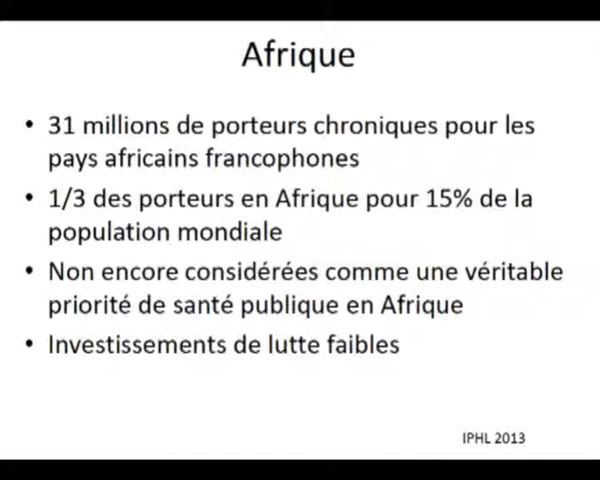 Afrique
• 31 millions de porteurs chroniques pour les
pays africains francophones
• 1/3 des porteurs en Afrique pour 15% de la
population mondiale
• Non encore considérées comme une véritable
priorité de santé publique en Afrique
• Investissements de lutte faibles
IPHL 2013